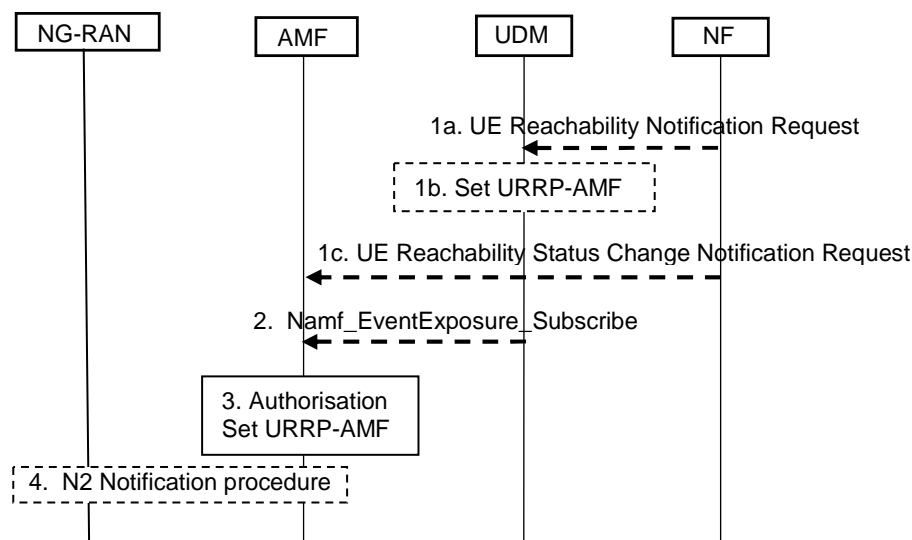 NG-RAN
AMF
UDM
NF
1a. UE Reachability Notification Request
1b. Set URRP-AMF
1c. UE Reachability Status Change Notification Request
2. Namf_EventExposure_Subscribe
3. Authorisation
Set URRP-AMF
4. N2 Notification procedure